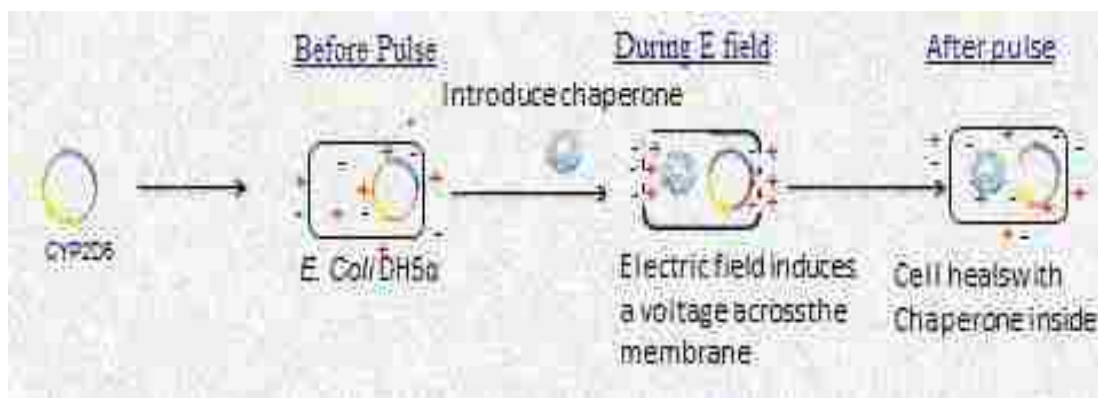 Before Pulse
During E field
After pulse
Introduce chaperone
CYP2D6
E. Coli DH5α
Electric field induces
a voltage across the
membrane
Cell heals with
Chaperone inside